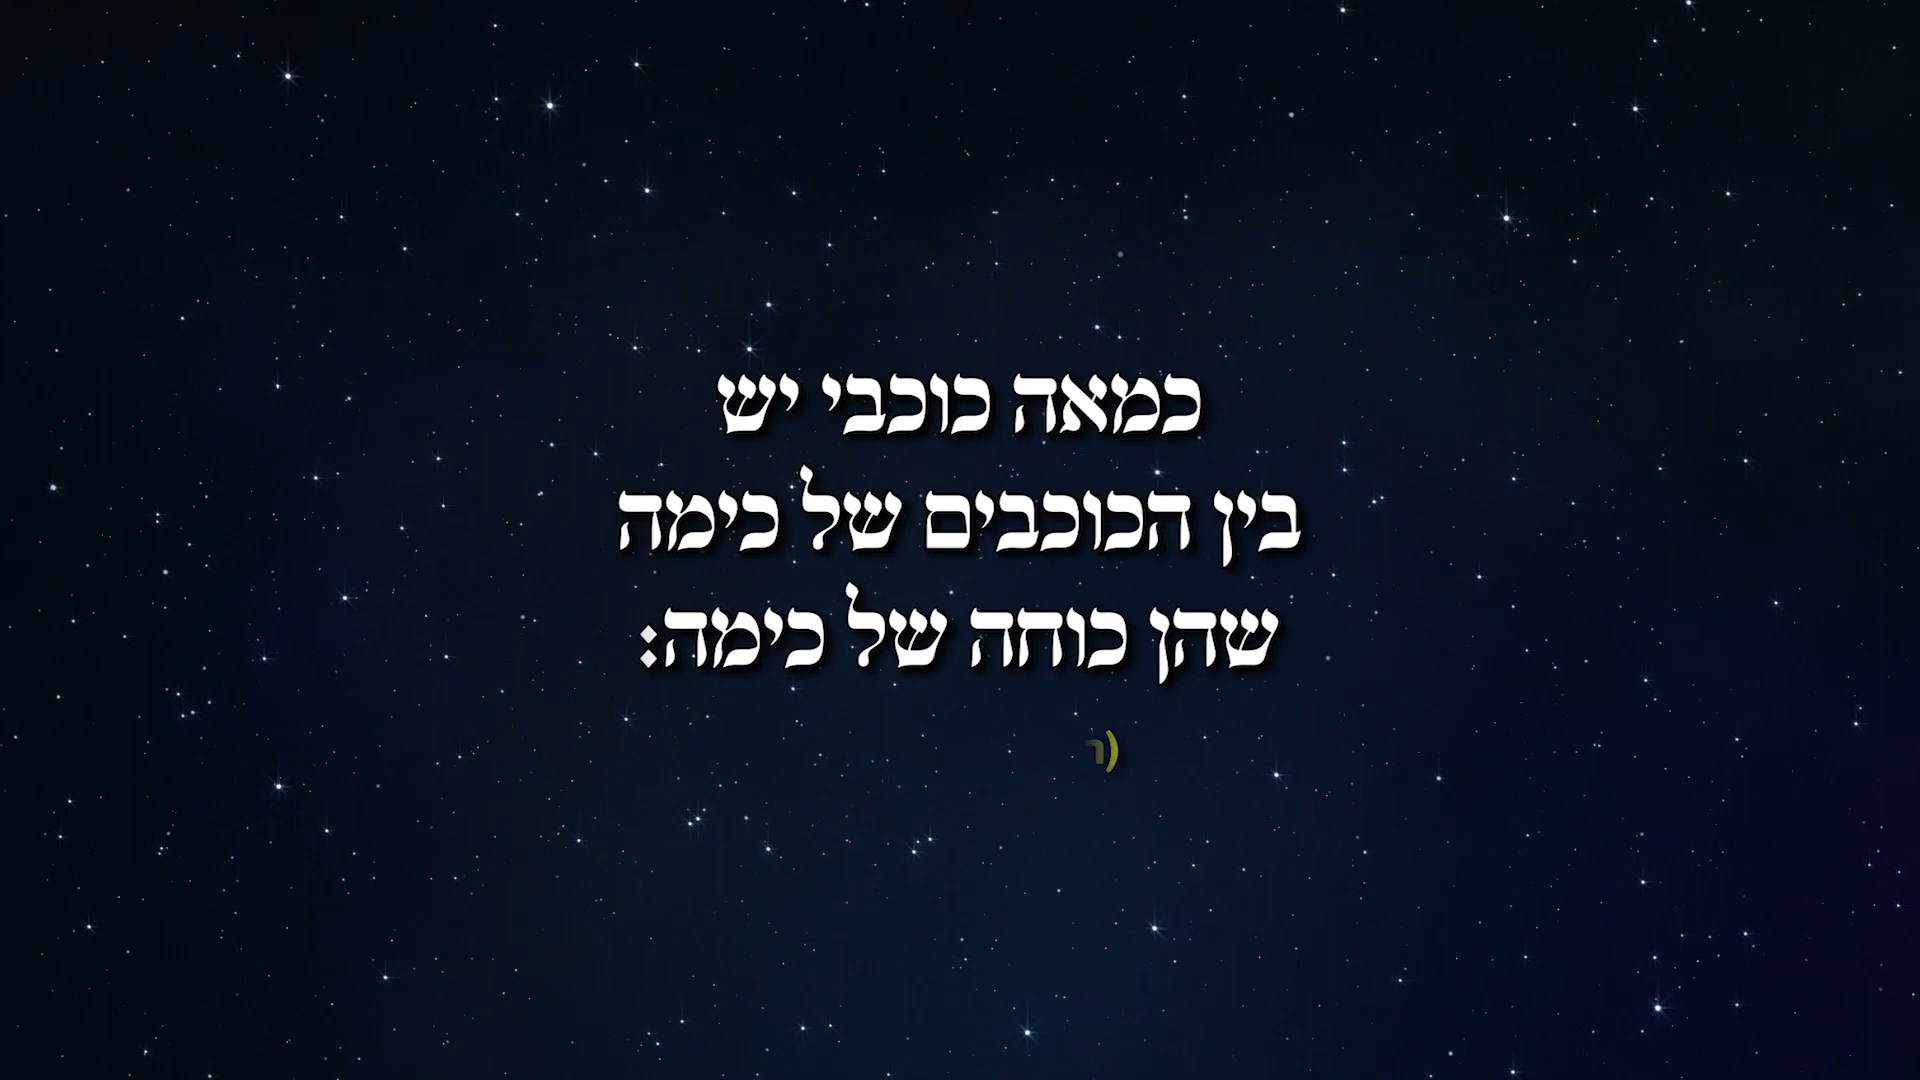 כמאה כוכבי יש
בין הכוכבים של כימה
שהן כוחה של כימה:
(ר